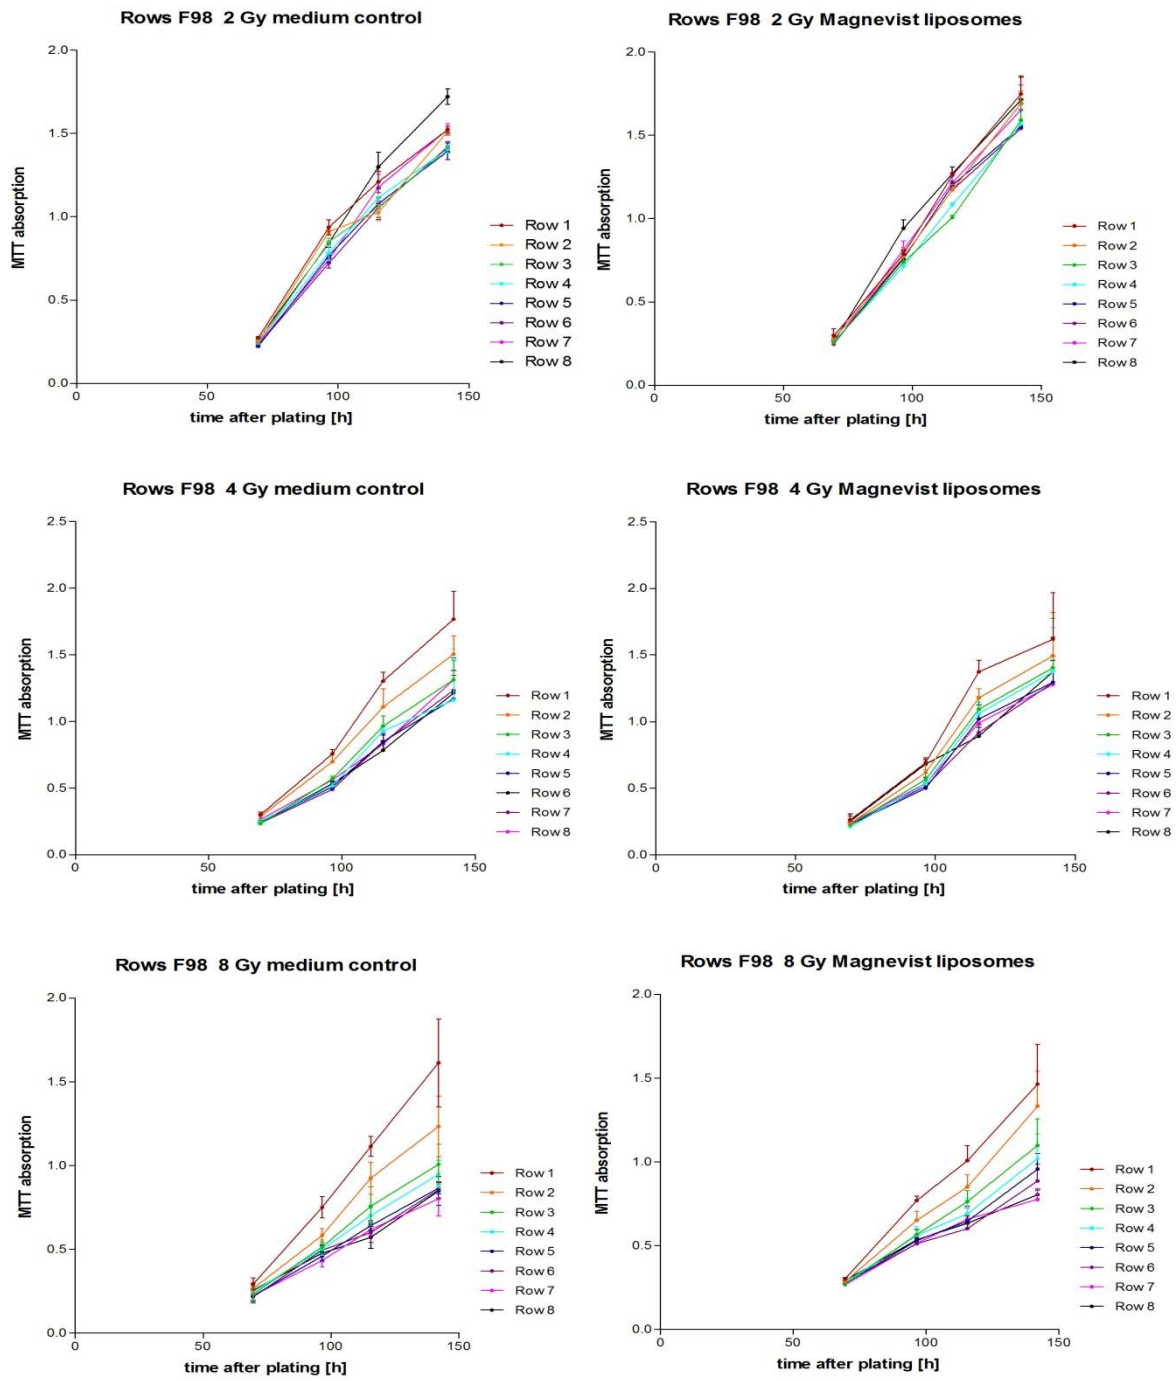 Rows F98 2 Gy medium control
2.0
1.5
1.0
0.5
0.0
0
50
100
150
MTT absorption
time after plating [h]
Row 1
Row 2
Row 3
Row 4
Row 5
Row 6
Row 7
Row 8
Rows F98 2 Gy Magnevist liposomes
2.0
1.5
1.0
0.5
0.0
0
50
100
150
MTT absorption
time after plating [h]
Row 1
Row 2
Row 3
Row 4
Row 5
Row 6
Row 7
Row 8
Rows F98 4 Gy medium control
2.5
2.0
1.5
1.0
0.5
0.0
0
50
100
150
MTT absorption
time after plating [h]
Row 1
Row 2
Row 3
Row 4
Row 5
Row 6
Row 7
Row 8
Rows F98 4 Gy Magnevist liposomes
2.5
2.0
1.5
1.0
0.5
0.0
0
50
100
150
MTT absorption
time after plating [h]
Row 1
Row 2
Row 3
Row 4
Row 5
Row 6
Row 7
Row 8
Rows F98 8 Gy medium control
2.0
1.5
1.0
0.5
0.0
0
50
100
150
MTT absorption
time after plating [h]
Row 1
Row 2
Row 3
Row 4
Row 5
Row 6
Row 7
Row 8
Rows F98 8 Gy Magnevist liposomes
2.0
1.5
1.0
0.5
0.0
0
50
100
150
MTT absorption
time after plating [h]
Row 1
Row 2
Row 3
Row 4
Row 5
Row 6
Row 7
Row 8